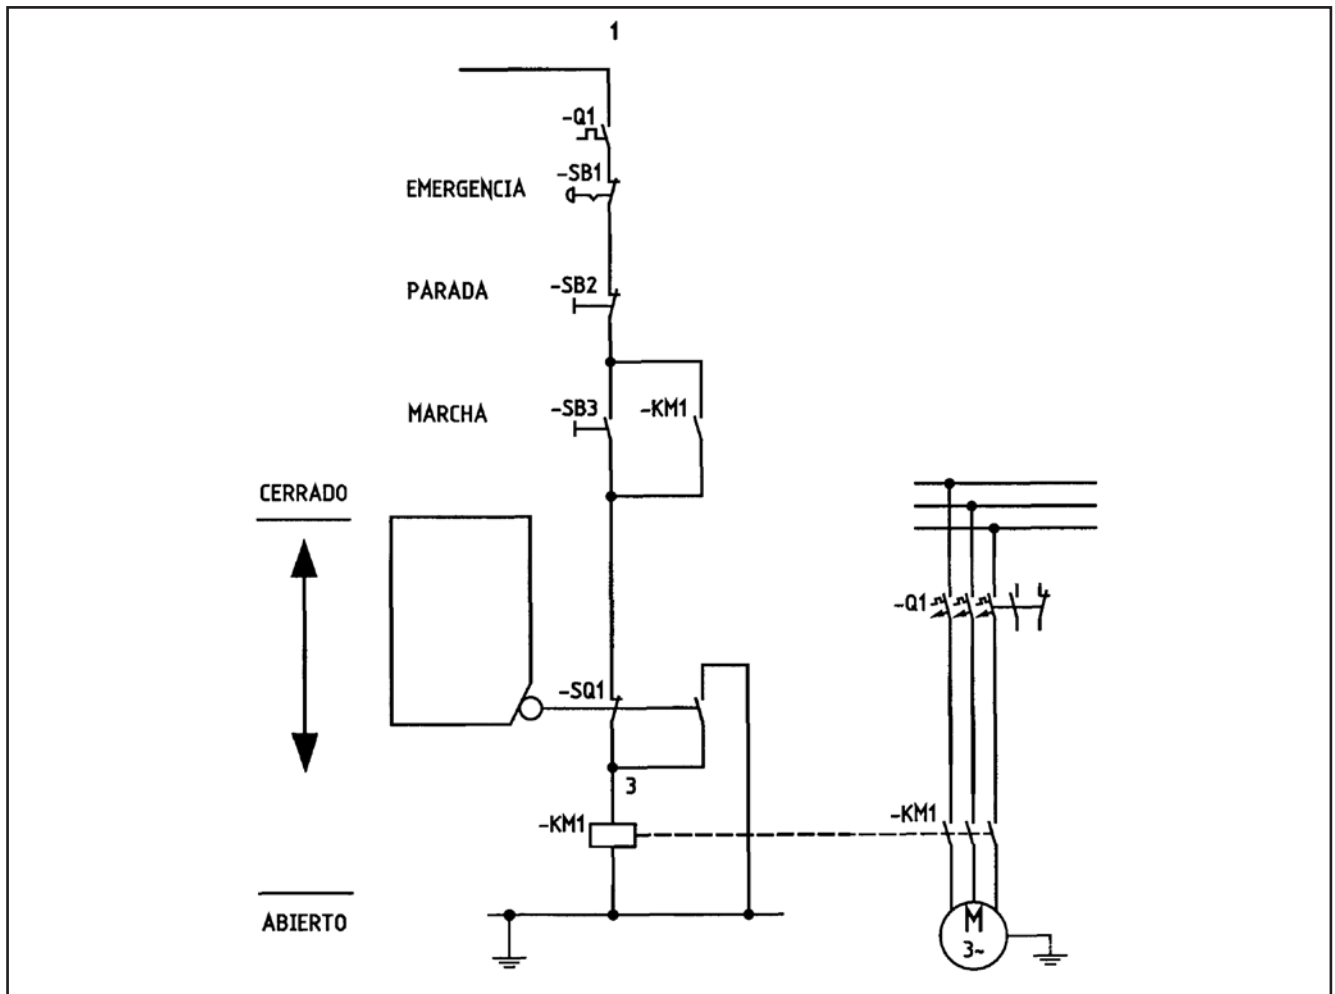 1
-Q1
-SB1
EMERGENCIA
-SB2
PARADA
MARCHA
-SB3
-KM1
CERRADO
-Q1
-SQ1
3
-KM1
-KM1
ABIERTO
M
3~